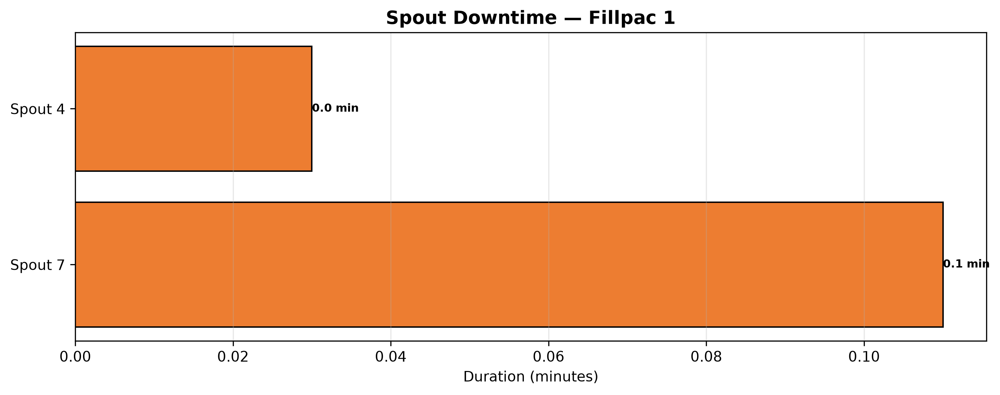 Spout Downtime — Fillpac 1
Spout 4
0.0 min
Spout 7
0.1 min
0.00 0.02 0.04 0.06 0.08 0.10
Duration (minutes)